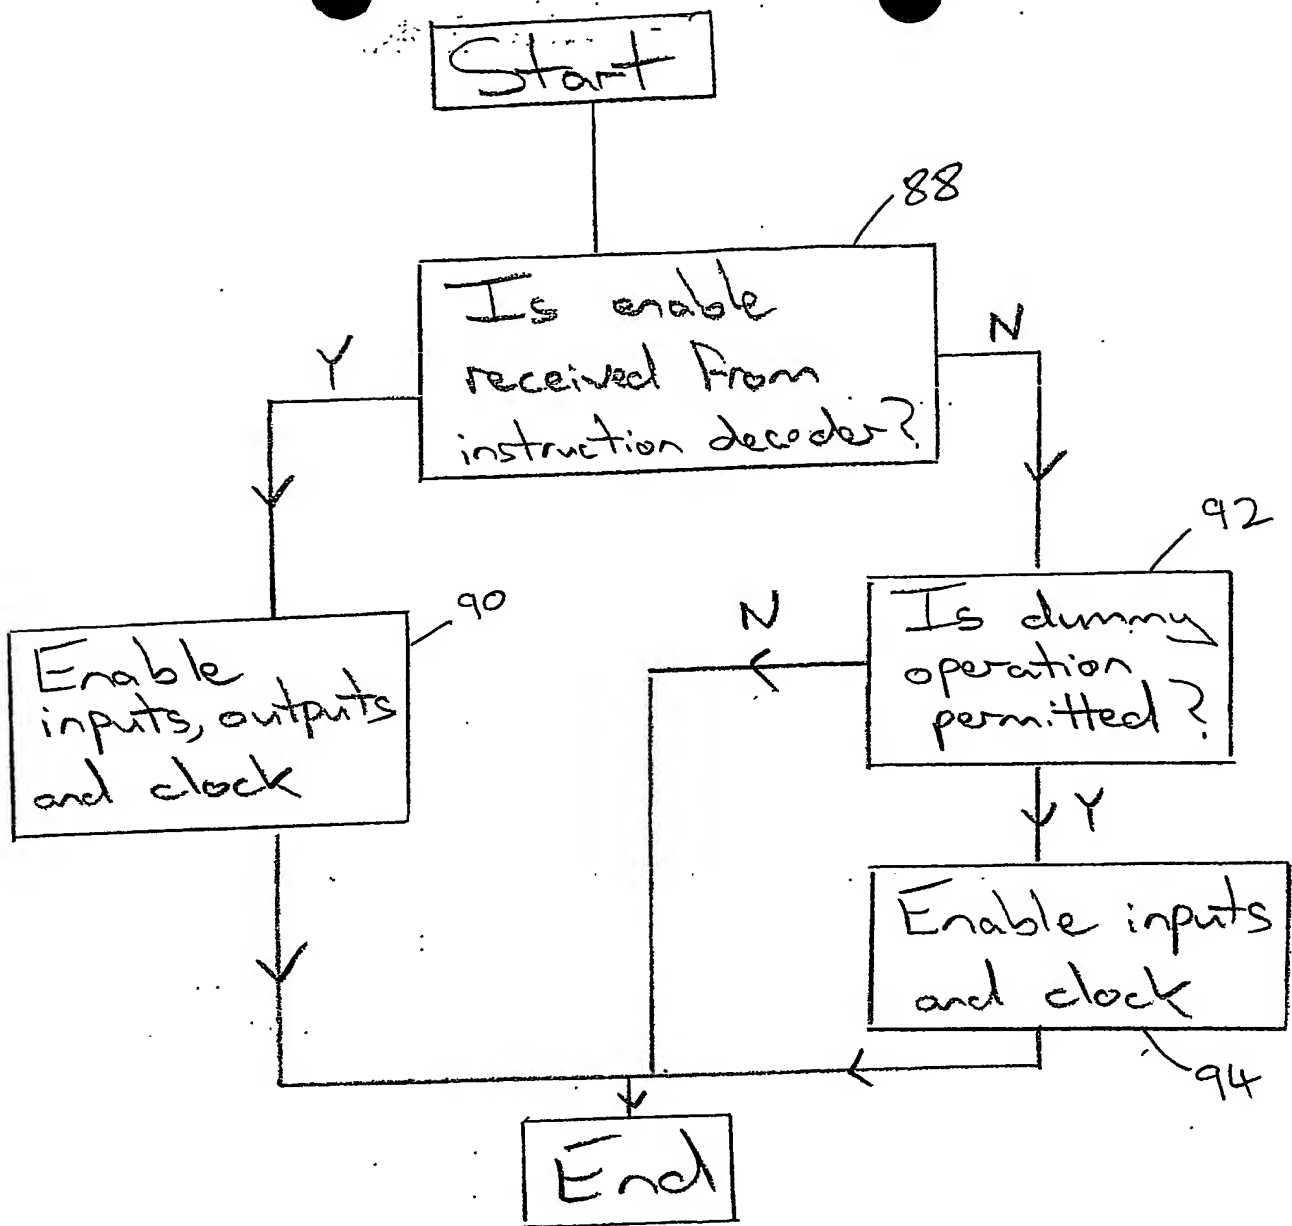 Start
88
Is enable
received From
instruction decoder?
Y
N
92
90
Enable
inputs, outputs
and clock
N
Is dummy
operation
permitted?
Y
Enable inputs
and clock
94
End